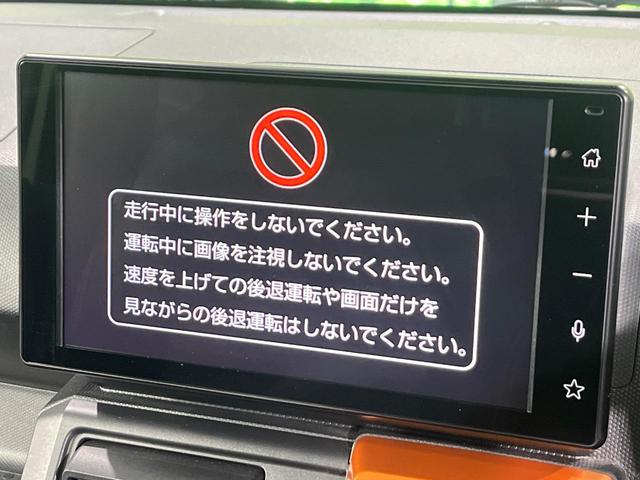 走行中に操作をしないでください。
運転中に画像を注視しないでください。
速度を上げての後退運転や画面だけを
見ながらの後退運転はしないでください。